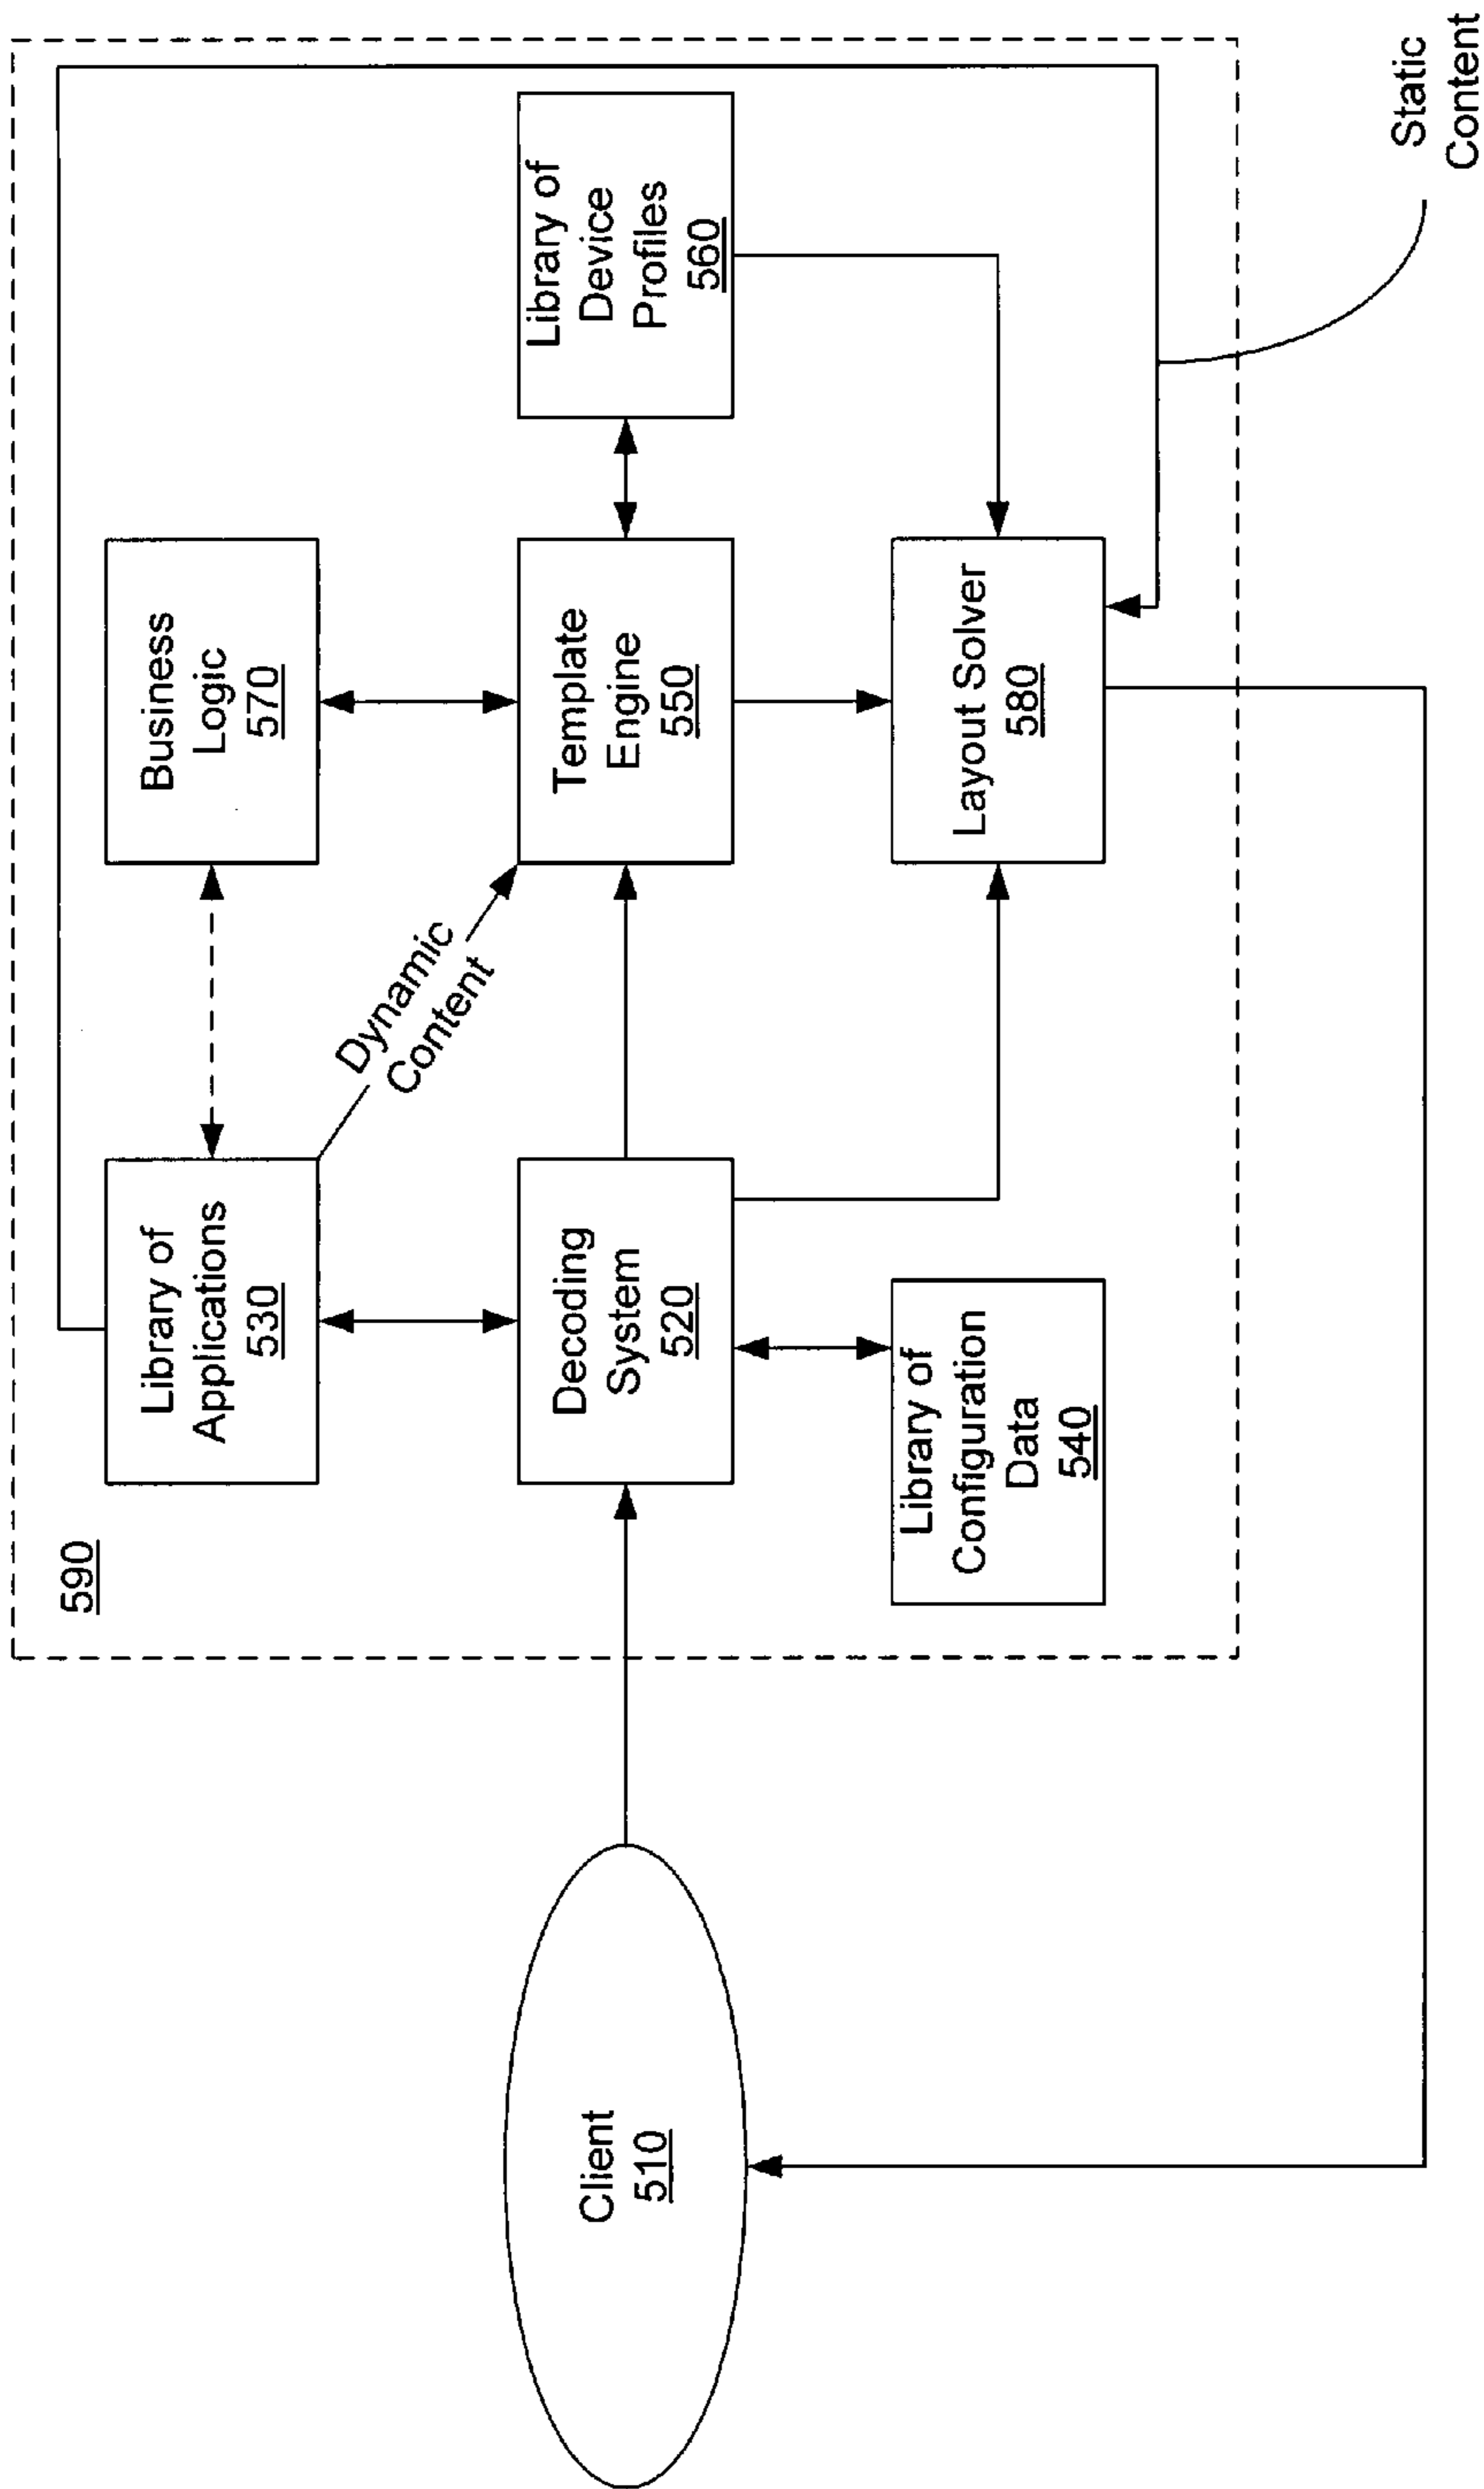 590
Library of
Applications
530
Business
Logic
570
Dynamic
Content
Client
510
Decoding
System
520
Template
Engine
550
Library of
Device
Profiles
560
Library of
Configuration
Data
540
Layout Solver
580
Static
Content